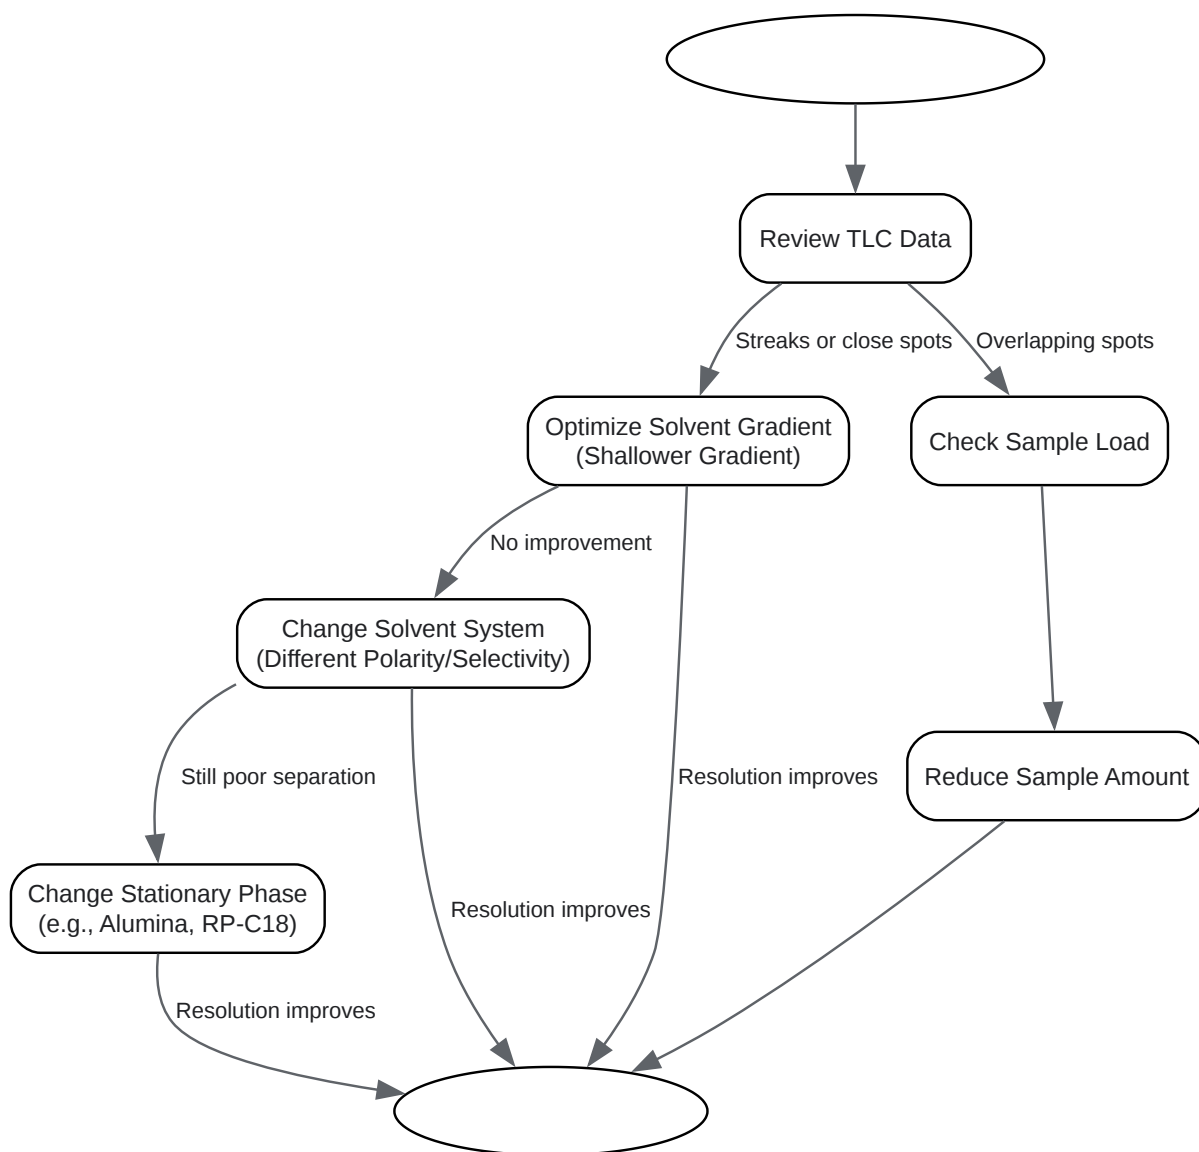 Review TLC Data
Streaks or close spots
Overlapping spots
Optimize Solvent Gradient
(Shallower Gradient)
Check Sample Load
No improvement
Change Solvent System
(Different Polarity/Selectivity)
Still poor separation
Resolution improves
Reduce Sample Amount
Change Stationary Phase
(e.g., Alumina, RP-C18)
Resolution improves
Resolution improves